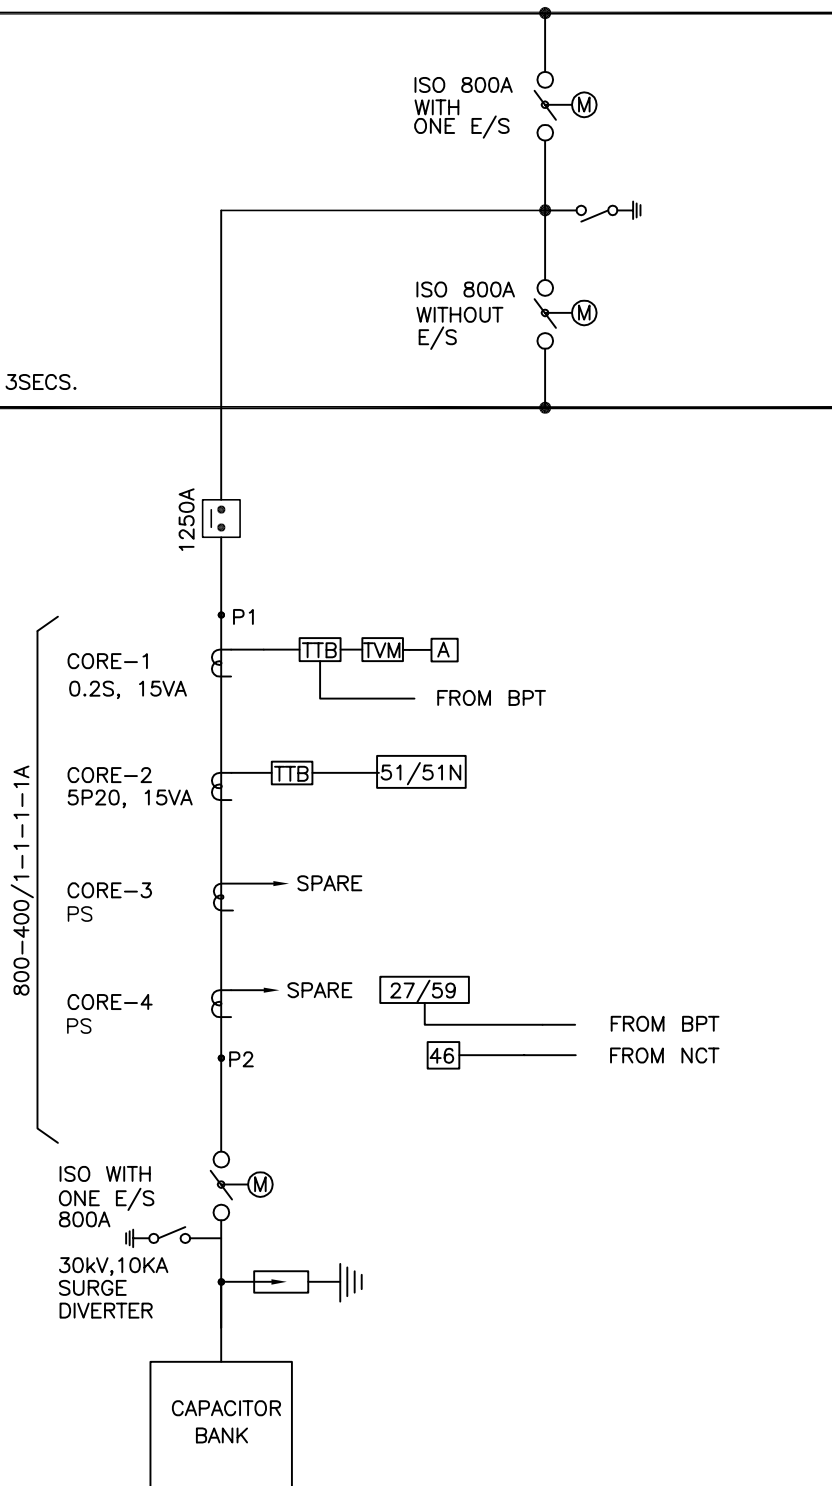 ISO 800A
WITH
ONE E/S
M
ISO 800A
WITHOUT
E/S
M
3SECS.
1250A
P1
CORE-1
0.2S, 15VA
TTB
TVM
A
FROM BPT
CORE-2
5P20, 15VA
TTB
51/51N
800-400/1-1-1-1A
CORE-3
PS
SPARE
CORE-4
PS
SPARE
27/59
FROM BPT
46
FROM NCT
P2
ISO WITH
ONE E/S
800A
M
30kV,10KA
SURGE
DIVERTER
CAPACITOR
BANK